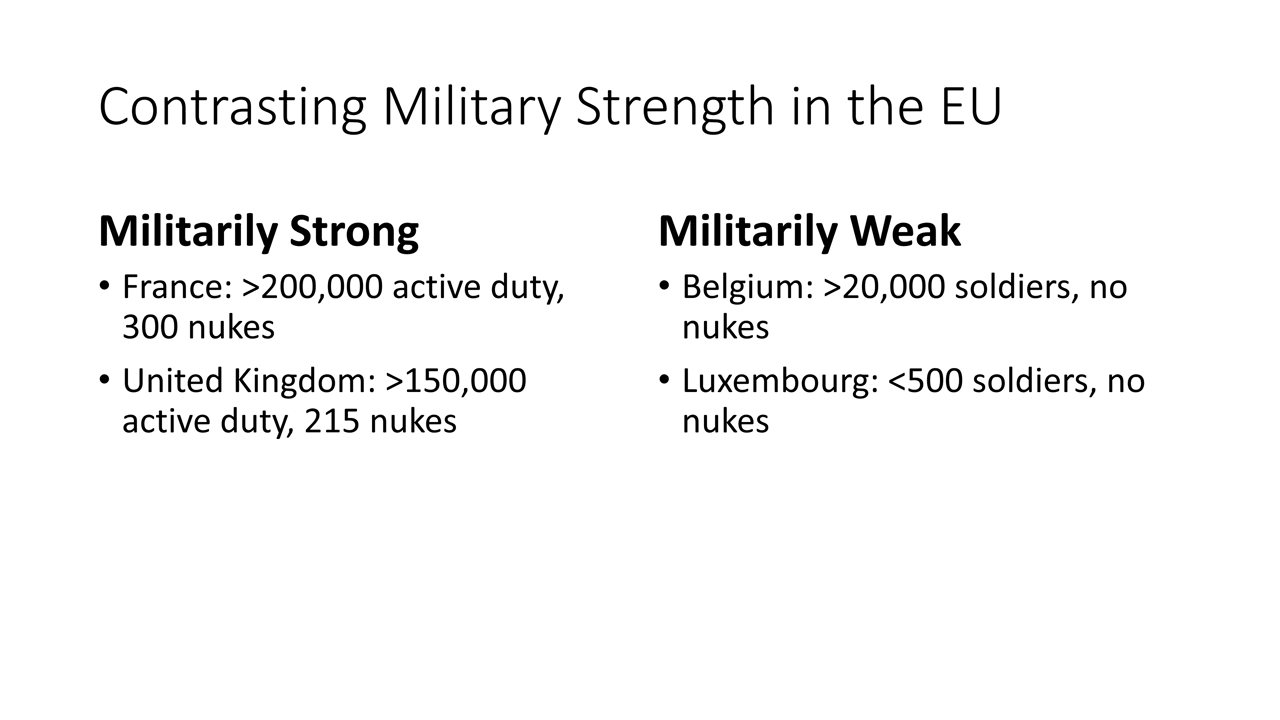 Contrasting Military Strength in the EU
Militarily Strong
• France: >200,000 active duty,
300 nukes
• United Kingdom: >150,000
active duty, 215 nukes
Militarily Weak
• Belgium: >20,000 soldiers, no
nukes
• Luxembourg: <500 soldiers, no
nukes